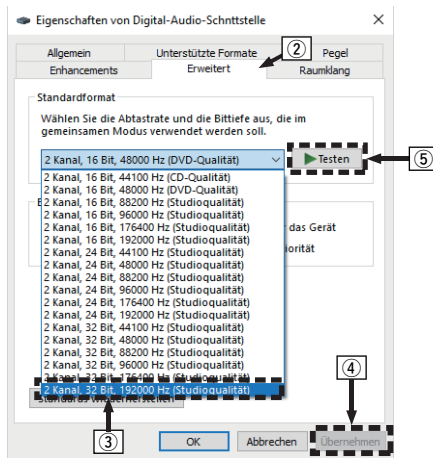 Eigenschaften von Digital-Audio-Schnttstelle
Allgemein
Unterstützte Formate
②
Pegel
Enhancements
Erweitert
Raumklang
Standardformat
Wählen Sie die Abtastrate und die Bittiefe aus, die im
gemeinsamen Modus verwendet werden soll.
2 Kanal, 16 Bit, 48000 Hz (DVD-Qualität)
Testen
⑤
2 Kanal, 16 Bit, 44100 Hz (CD-Qualität)
2 Kanal, 16 Bit, 48000 Hz (DVD-Qualität)
2 Kanal, 16 Bit, 88200 Hz (Studioqualität)
2 Kanal, 16 Bit, 96000 Hz (Studioqualität)
2 Kanal, 16 Bit, 176400 Hz (Studioqualität)
2 Kanal, 16 Bit, 192000 Hz (Studioqualität)
2 Kanal, 24 Bit, 44100 Hz (Studioqualität)
2 Kanal, 24 Bit, 48000 Hz (Studioqualität)
2 Kanal, 24 Bit, 88200 Hz (Studioqualität)
2 Kanal, 24 Bit, 96000 Hz (Studioqualität)
2 Kanal, 24 Bit, 176400 Hz (Studioqualität)
2 Kanal, 24 Bit, 192000 Hz (Studioqualität)
2 Kanal, 32 Bit, 44100 Hz (Studioqualität)
2 Kanal, 32 Bit, 48000 Hz (Studioqualität)
2 Kanal, 32 Bit, 88200 Hz (Studioqualität)
2 Kanal, 32 Bit, 96000 Hz (Studioqualität)
2 Kanal, 32 Bit, 176400 Hz (Studioqualität)
2 Kanal, 32 Bit, 192000 Hz (Studioqualität)
das Gerät
iorität
④
③
OK
Abbrechen
Übernehmen